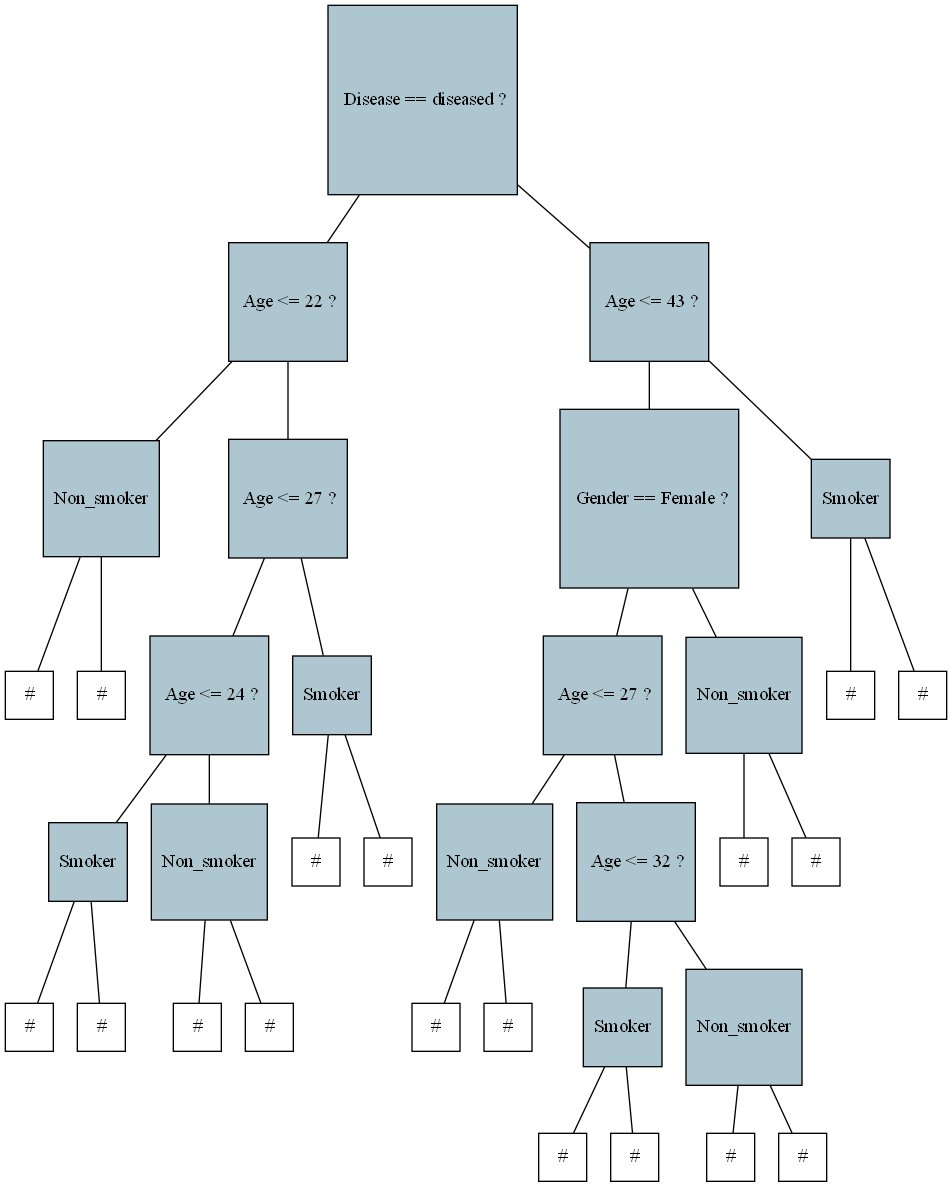 Disease == diseased ?
Age <= 22 ?
Age <= 43 ?
Non_smoker
Age <= 27 ?
Gender == Female ?
Smoker
#
#
Age <= 24 ?
Smoker
Age <= 27 ?
Non_smoker
#
#
Smoker
Non_smoker
#
#
Non_smoker
Age <= 32 ?
#
#
#
#
#
#
#
#
Smoker
Non_smoker
#
#
#
#